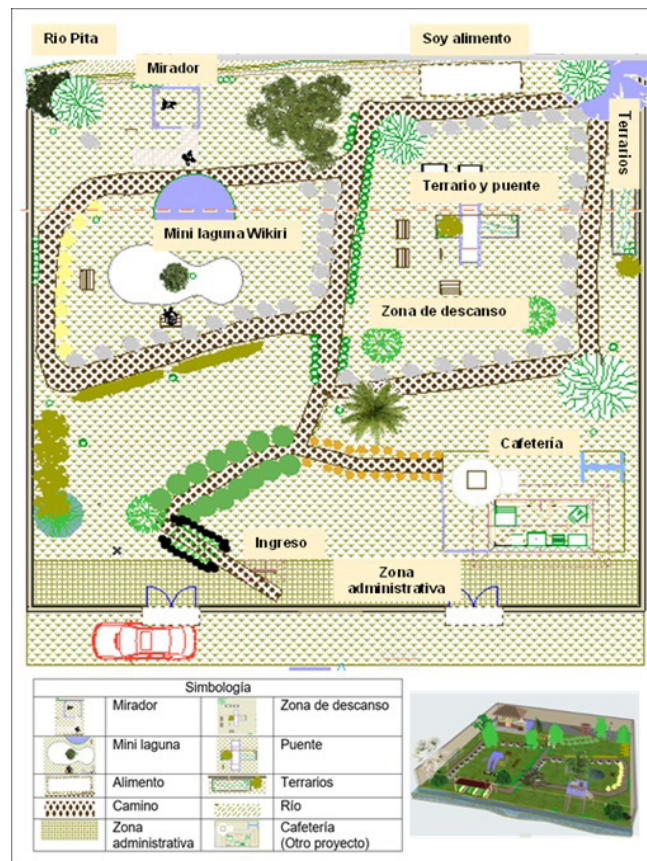 Rio Pita
Soy alimento
Mirador
Terrarios
Terrario y puente
Mini laguna Wikiri
Zona de descanso
Cafetería
Ingreso
Zona
administrativa
Simbología
Mirador
Zona de descanso
Mini laguna
Puente
Alimento
Terrarios
Camino
Río
Zona
administrativa
Cafetería
(Otro proyecto)